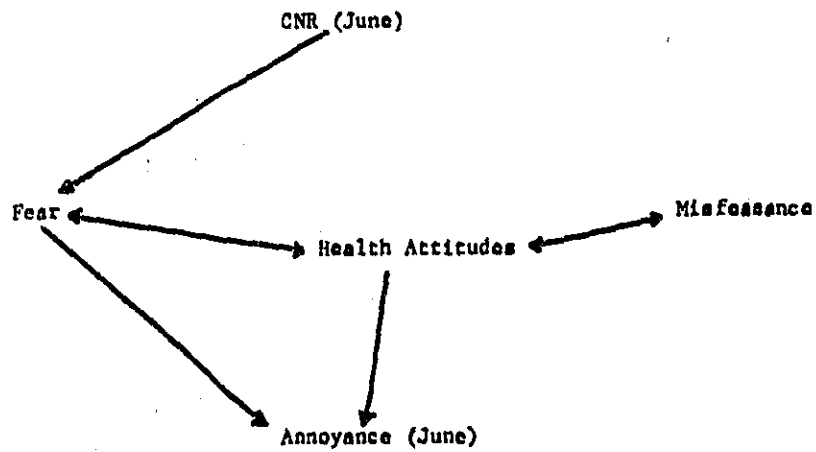 CNR (June)
Fear
Misfeasance
Health Attitudes
Annoyance (June)